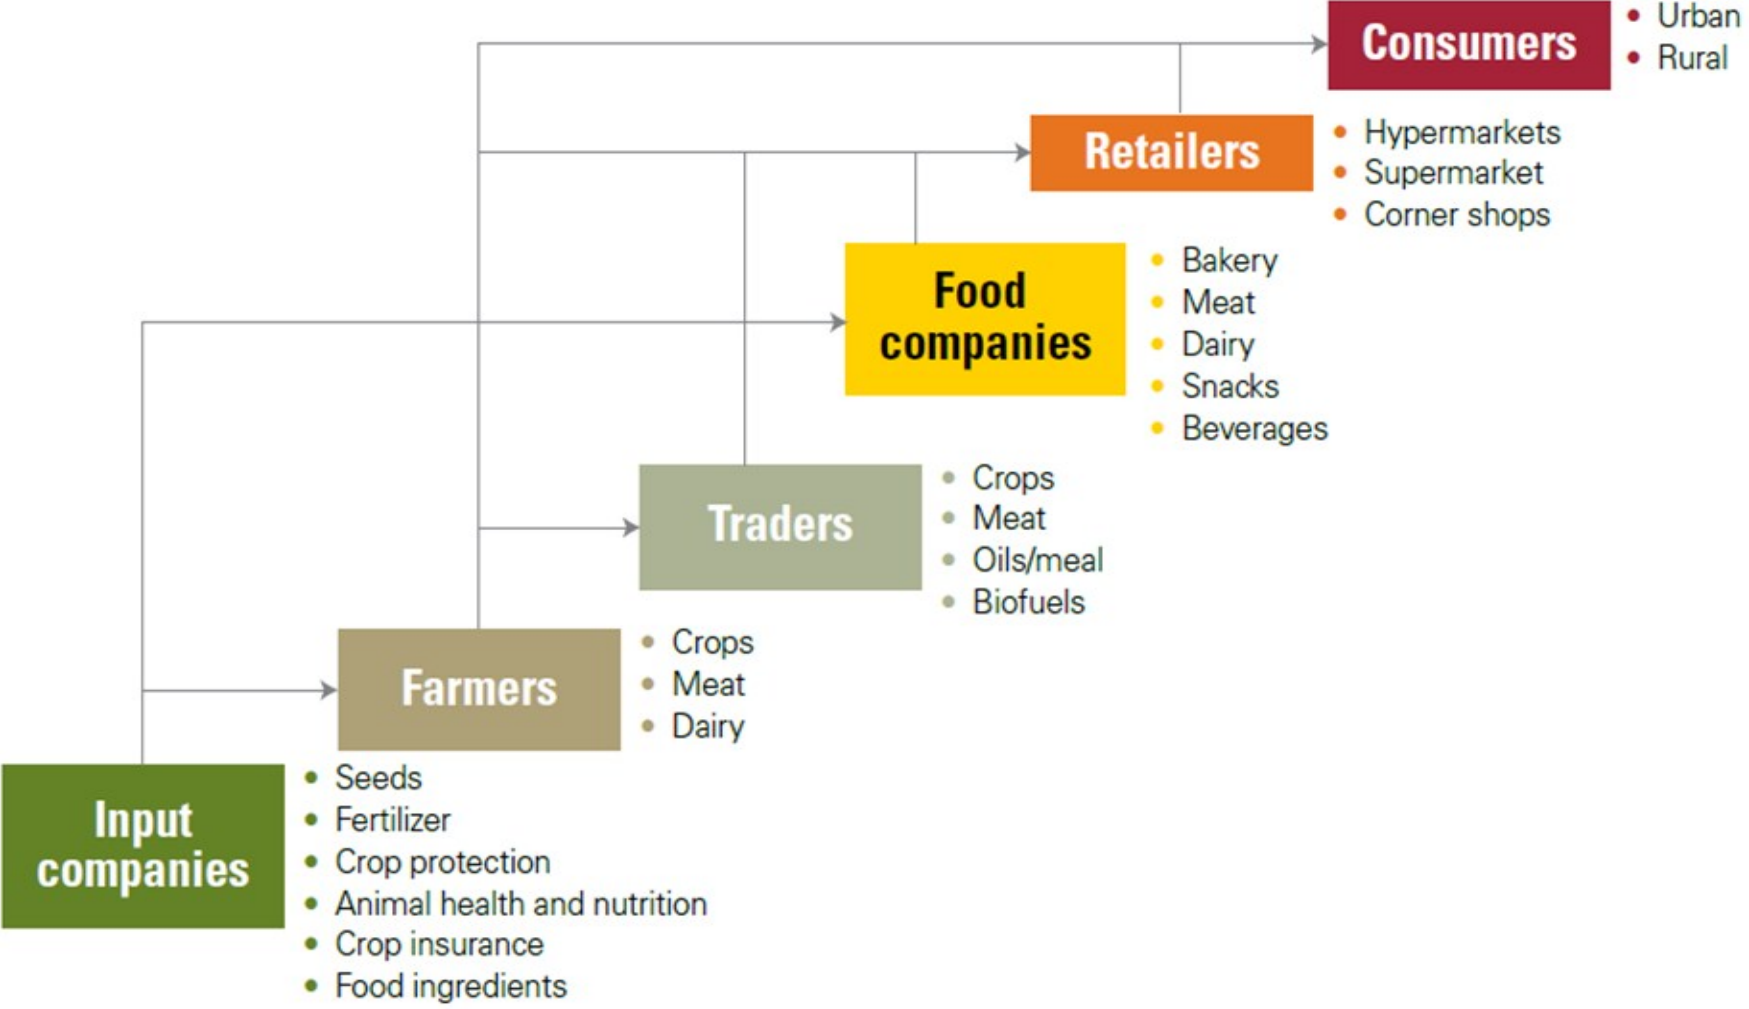 Consumers
• Urban
• Rural
Retailers
• Hypermarkets
• Supermarket
• Corner shops
Food
companies
• Bakery
• Meat
• Dairy
• Snacks
• Beverages
Traders
• Crops
• Meat
• Oils/meal
• Biofuels
Farmers
• Crops
• Meat
• Dairy
Input
companies
• Seeds
• Fertilizer
• Crop protection
• Animal health and nutrition
• Crop insurance
• Food ingredients